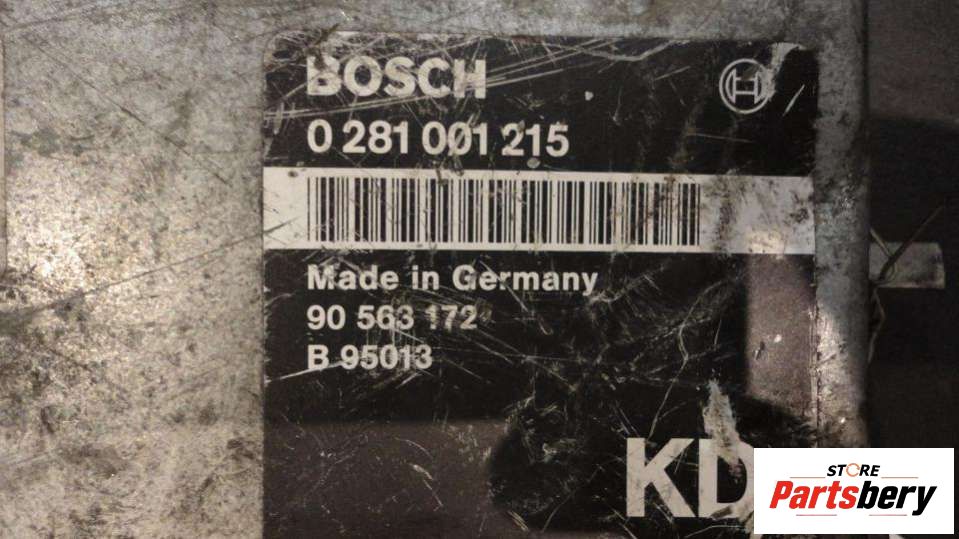 BOSCH
0 281 001 215
Made in Germany
90 563 172
B 95013
KD
STORE
Partsbery